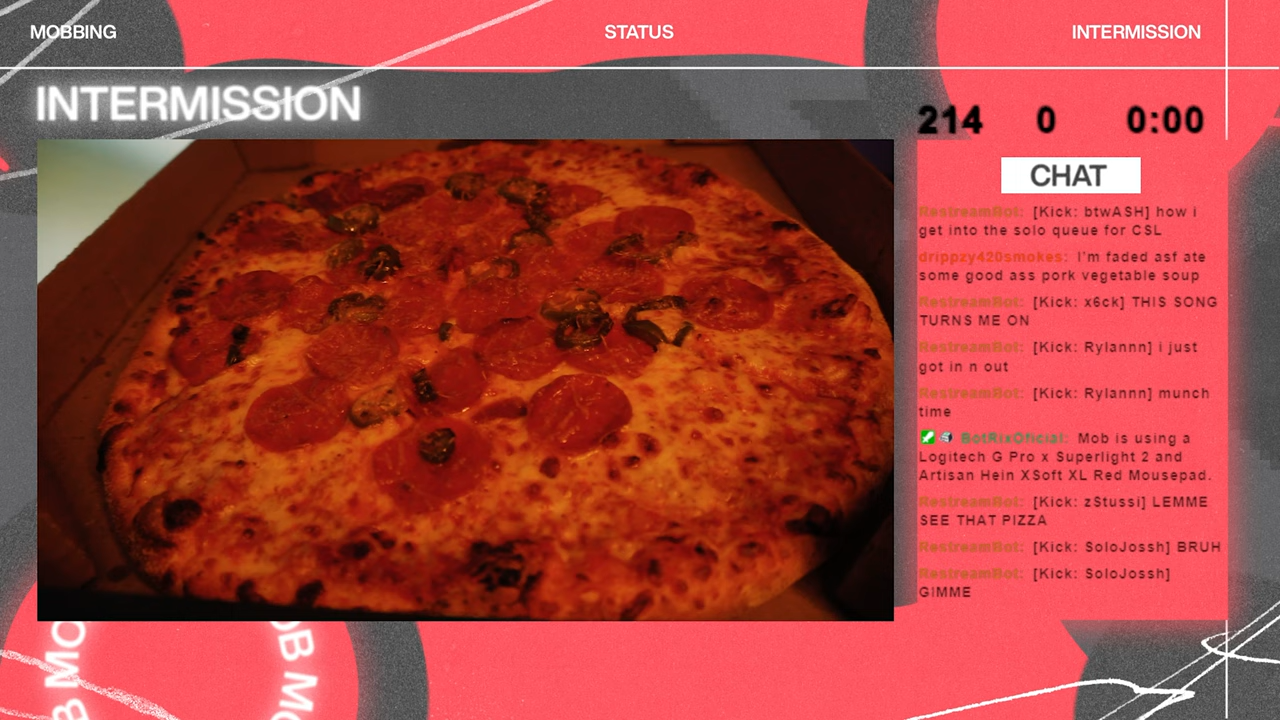 MOBBING STATUS INTERMISSION
INTERMISSION
214 0 0:00
CHAT
RestreamBot: [Kick: btwASH] how i
get into the solo queue for CSL
drippzy420smokes: I'm faded asf ate
some good ass pork vegetable soup
RestreamBot: [Kick: x6ck] THIS SONG
TURNS ME ON
RestreamBot: [Kick: Rylannn] i just
got in n out
RestreamBot: [Kick: Rylannn] munch
time
BotRixOficial: Mob is using a
Logitech G Pro x Superlight 2 and
Artisan Hein XSoft XL Red Mousepad.
RestreamBot: [Kick: zStussi] LEMME
SEE THAT PIZZA
RestreamBot: [Kick: SoloJossh] BRUH
RestreamBot: [Kick: SoloJossh]
GIMME
B MO
OB MO